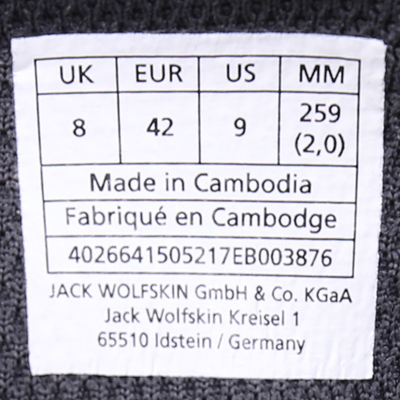 UK EUR US MM
8 42 9 259 (2,0)
Made in Cambodia
Fabriqué en Cambodge
4026641505217EB003876
JACK WOLFSKIN GmbH & Co. KGaA
Jack Wolfskin Kreisel 1
65510 Idstein / Germany